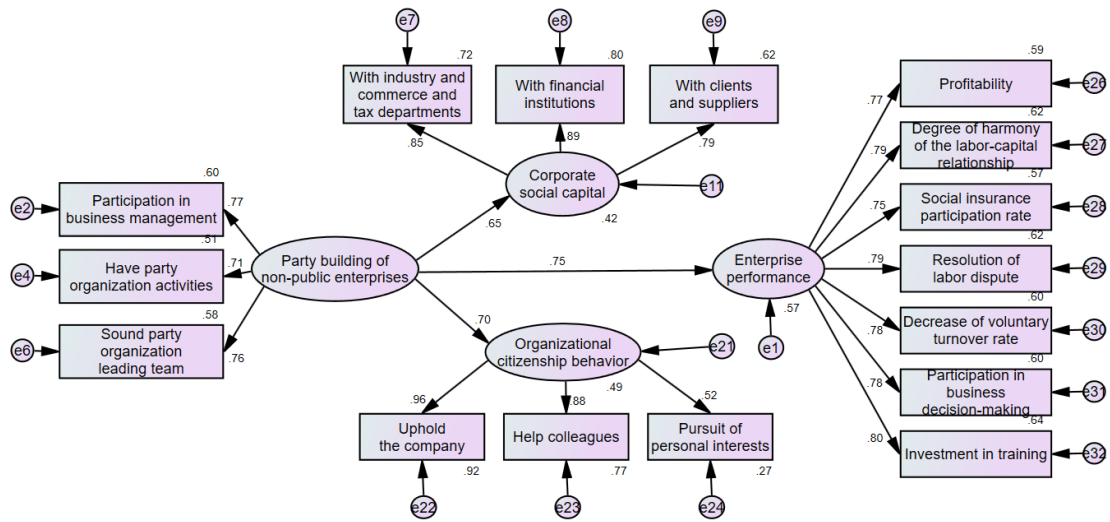 e7
e8
e9
.72
.80
.62
.59
With industry and
commerce and
tax departments
With financial
institutions
With clients
and suppliers
Profitability
e26
.85
.89
.79
.77
.62
Degree of harmony
of the labor-capital
relationship
e27
.79
.57
.60
e2
Participation in
business management
.77
Corporate
social capital
e11
.42
.65
.75
Social insurance
participation rate
e28
.51
e4
Have party
organization activities
.71
Party building of
non-public enterprises
.75
Enterprise
performance
.62
.79
Resolution of
labor dispute
e29
.58
e6
Sound party
organization
leading team
.76
.57
e1
.60
.78
Decrease of voluntary
turnover rate
e30
.70
Organizational
citizenship behavior
e21
.49
.60
.78
Participation in
business
decision-making
e31
.96
.88
.52
.64
.80
Investment in training
e32
Uphold
the company
Help colleagues
Pursuit of
personal interests
.92
.77
.27
e22
e23
e24